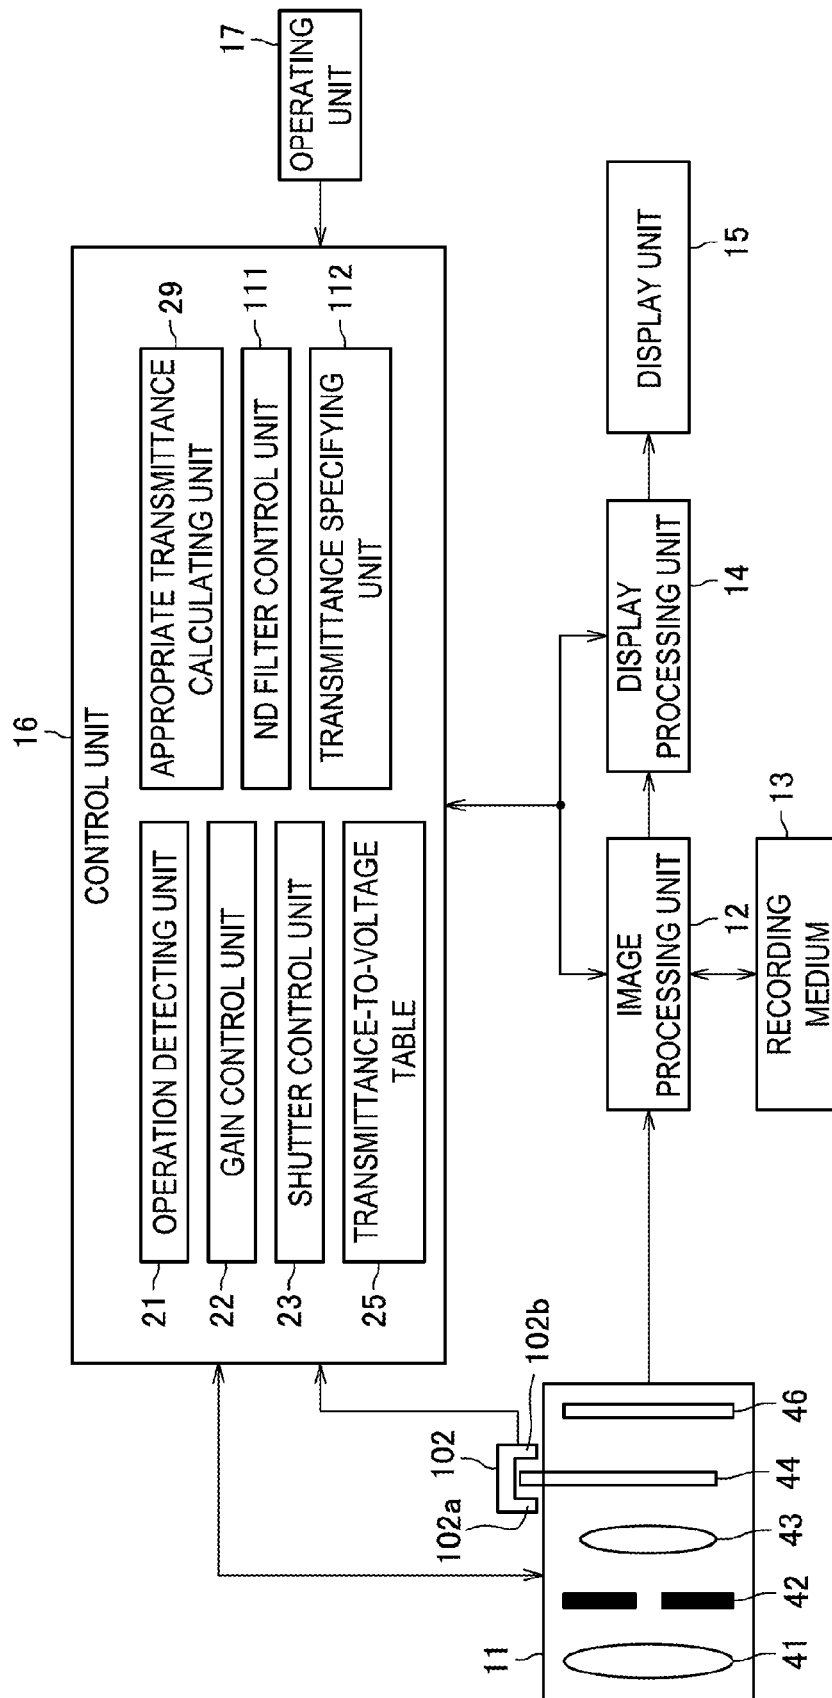 16
CONTROL UNIT
21
OPERATION DETECTING UNIT
22
GAIN CONTROL UNIT
23
SHUTTER CONTROL UNIT
25
TRANSMITTANCE-TO-VOLTAGE
TABLE
APPROPRIATE TRANSMITTANCE
CALCULATING UNIT
29
ND FILTER CONTROL UNIT
111
TRANSMITTANCE SPECIFYING
UNIT
112
17
OPERATING
UNIT
102
102a
102b
11
41
42
43
44
46
IMAGE
PROCESSING UNIT
12
DISPLAY
PROCESSING UNIT
14
DISPLAY UNIT
15
RECORDING
MEDIUM
13